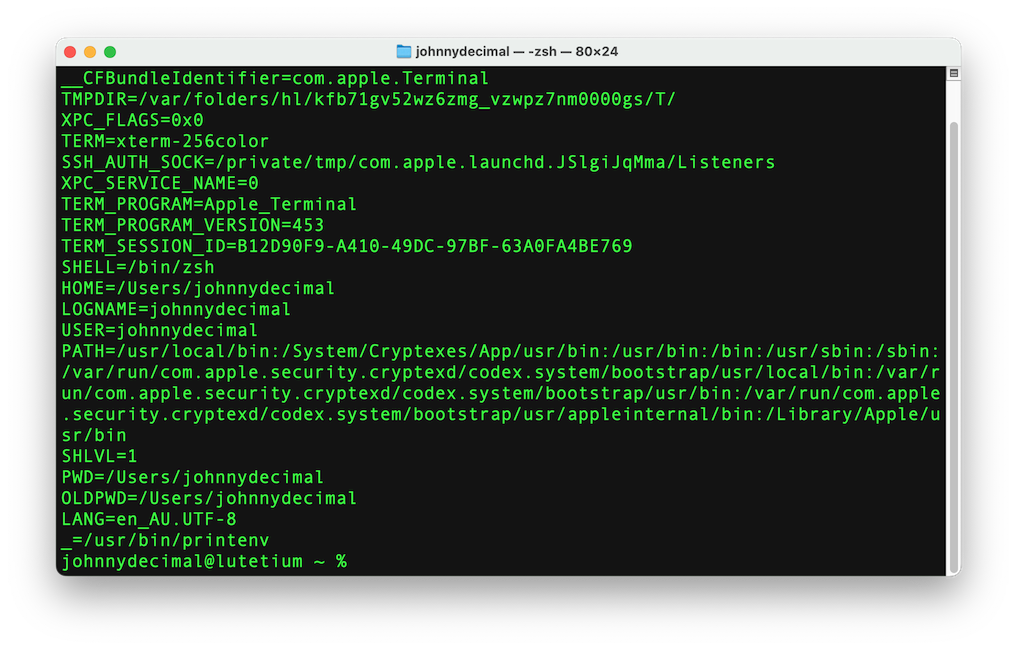 johnnydecimal — -zsh — 80×24
__CFBundleIdentifier=com.apple.Terminal
TMPDIR=/var/folders/hl/kfb71gv52wz6zmg_vzwpz7nm0000gs/T/
XPC_FLAGS=0x0
TERM=xterm-256color
SSH_AUTH_SOCK=/private/tmp/com.apple.launchd.JSlgiJqMma/Listeners
XPC_SERVICE_NAME=0
TERM_PROGRAM=Apple_Terminal
TERM_PROGRAM_VERSION=453
TERM_SESSION_ID=B12D90F9-A410-49DC-97BF-63A0FA4BE769
SHELL=/bin/zsh
HOME=/Users/johnnydecimal
LOGNAME=johnnydecimal
USER=johnnydecimal
PATH=/usr/local/bin:/System/Cryptexes/App/usr/bin:/usr/bin:/bin:/usr/sbin:/sbin:
/var/run/com.apple.security.cryptexd/codex.system/bootstrap/usr/local/bin:/var/r
un/com.apple.security.cryptexd/codex.system/bootstrap/usr/bin:/var/run/com.apple
.security.cryptexd/codex.system/bootstrap/usr/appleinternal/bin:/Library/Apple/u
sr/bin
SHLVL=1
PWD=/Users/johnnydecimal
OLDPWD=/Users/johnnydecimal
LANG=en_AU.UTF-8
_=/usr/bin/printenv
johnnydecimal@lutetium ~ %